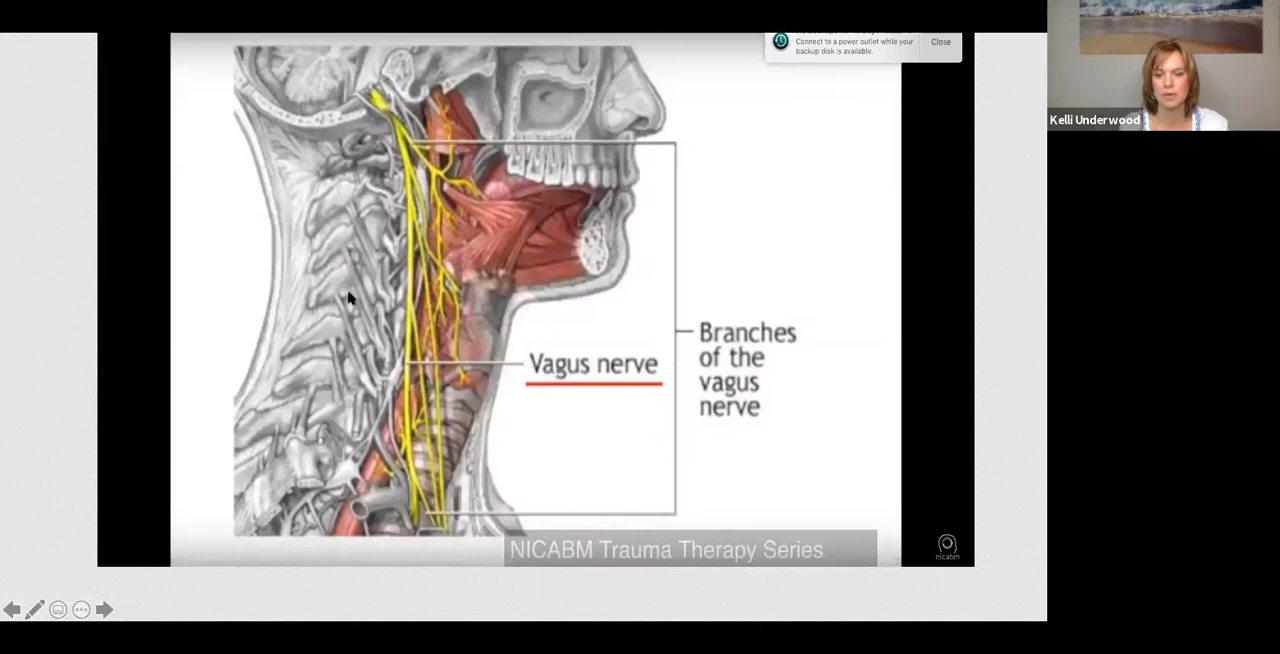 Connect to a power outlet while your
backup disk is available.
Close
Kelli Underwood
Vagus nerve
Branches
of the
vagus
nerve
NICABM Trauma Therapy Series
nicabm